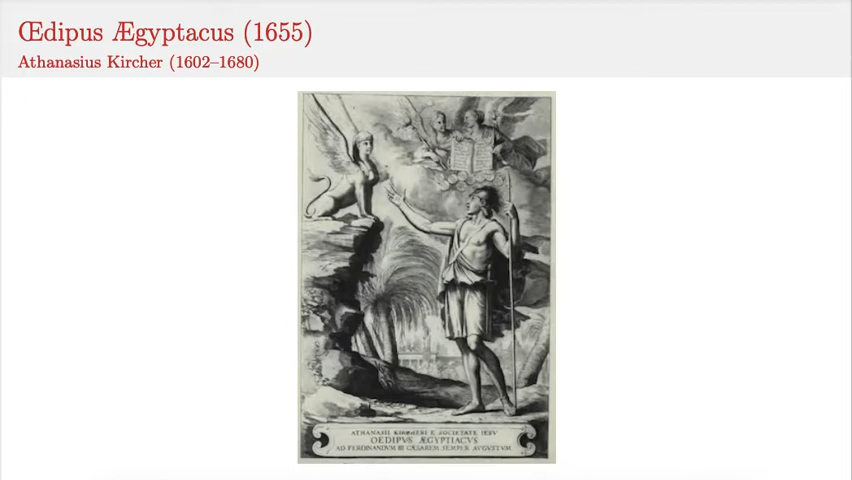 Œdipus Ægyptacus (1655)
Athanasius Kircher (1602–1680)
ATHANASII KIRCHERI E SOCIETATE IESV
OEDIPVS ÆGYPTIACVS
AD FERDINANDVM III CÆSAREM SEMPER AVGVSTVM